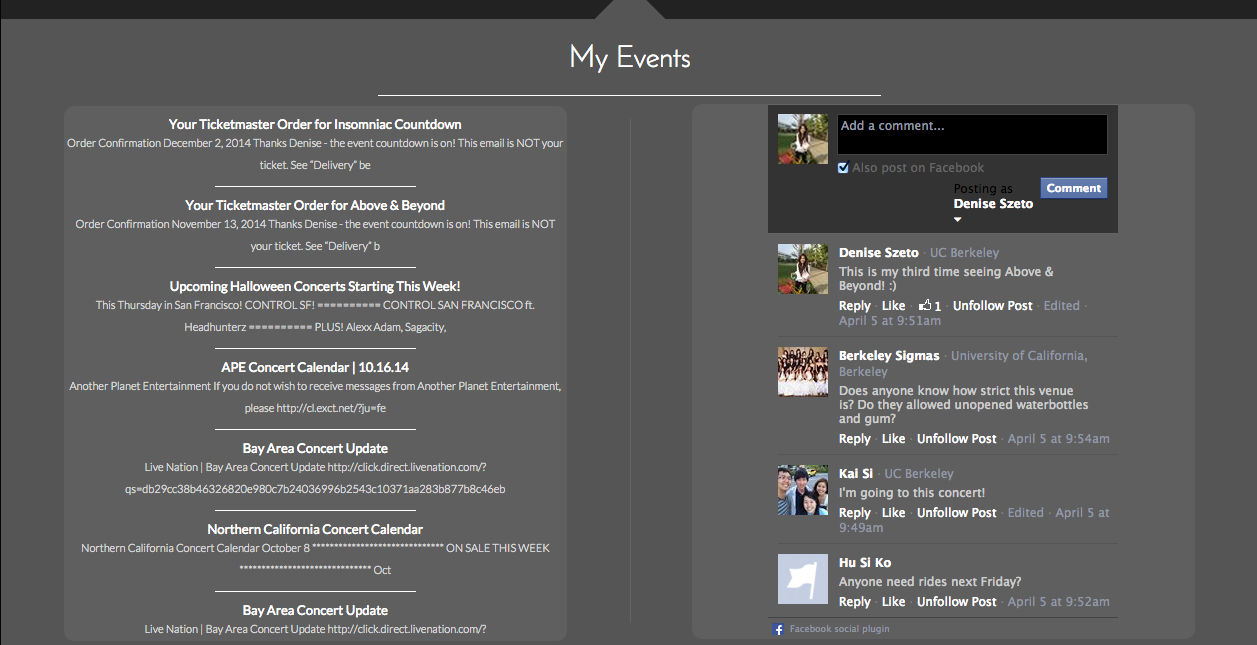 My Events
Your Ticketmaster Order for Insomniac Countdown
Order Confirmation December 2, 2014 Thanks Denise - the event countdown is on! This email is NOT your
ticket. See "Delivery" be
Your Ticketmaster Order for Above & Beyond
Order Confirmation November 13, 2014 Thanks Denise - the event countdown is on! This email is NOT
your ticket. See "Delivery" b
Upcoming Halloween Concerts Starting This Week!
This Thursday in San Francisco! CONTROL SF! ========== CONTROL SAN FRANCISCO ft.
Headhunterz ========== PLUS! Alexx Adam, Sagacity,
APE Concert Calendar | 10.16.14
Another Planet Entertainment If you do not wish to receive messages from Another Planet Entertainment,
please http://cl.exct.net/?ju=fe
Bay Area Concert Update
Live Nation | Bay Area Concert Update http://click.direct.livenation.com/?
qs=db29cc38b46326820e980c7b24036996b2543c10371aa283b877b8c46eb
Northern California Concert Calendar
Northern California Concert Calendar October 8 ****************************** ON SALE THIS WEEK
****************************** Oct
Bay Area Concert Update
Live Nation | Bay Area Concert Update http://click.direct.livenation.com/?
Add a comment...
Also post on Facebook
Posting as
Denise Szeto
Comment
Denise Szeto · UC Berkeley
This is my third time seeing Above &
Beyond! :)
Reply · Like · 1 · Unfollow Post · Edited ·
April 5 at 9:51am
Berkeley Sigmas · University of California,
Berkeley
Does anyone know how strict this venue
is? Do they allowed unopened waterbottles
and gum?
Reply · Like · Unfollow Post · April 5 at 9:54am
Kai Si · UC Berkeley
I'm going to this concert!
Reply · Like · Unfollow Post · Edited · April 5 at
9:49am
Hu Si Ko
Anyone need rides next Friday?
Reply · Like · Unfollow Post · April 5 at 9:52am
Facebook social plugin